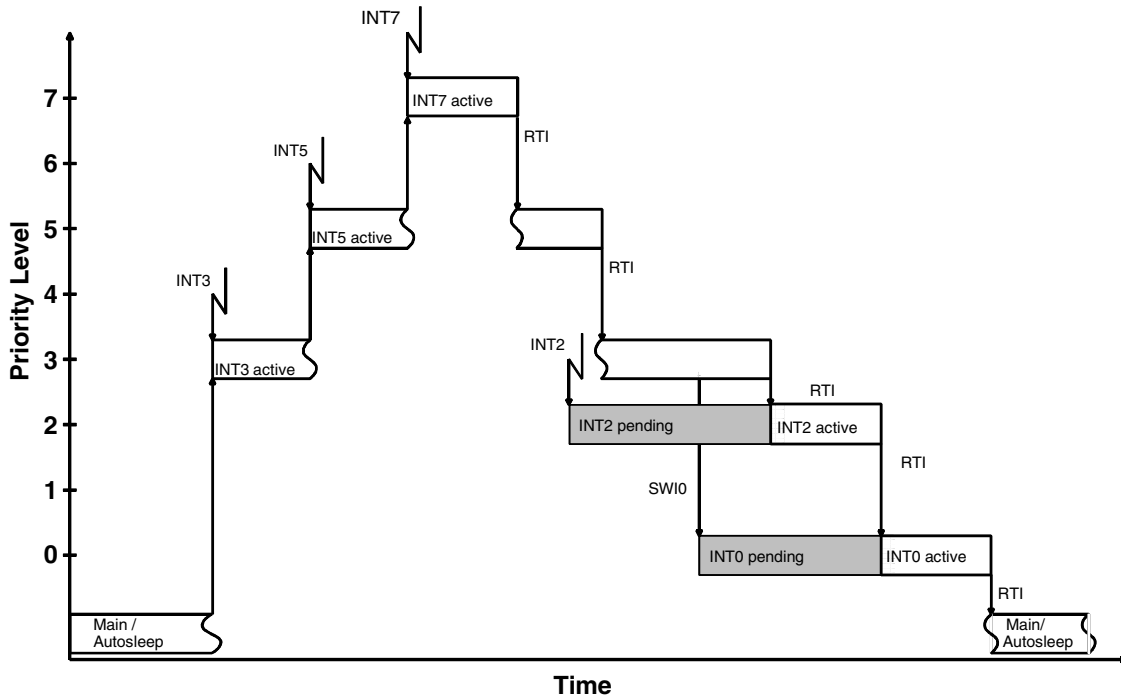 INT7
7
INT7 active
RTI
6
INT5
5
INT5 active
RTI
4
INT3
3
INT3 active
INT2
RTI
2
INT2 pending
INT2 active
RTI
1
SWI0
0
INT0 pending
INT0 active
RTI
Main /
Autosleep
Main/
Autosleep
Priority Level
Time